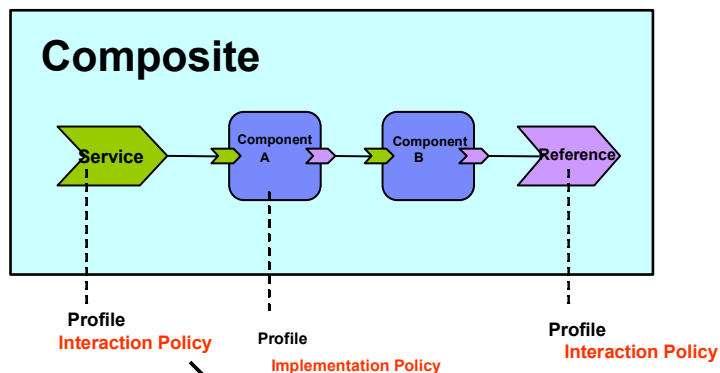 Composite
Service
Component
A
Component
B
Reference
Profile
Interaction Policy
Profile
Implementation Policy
Profile
Interaction Policy